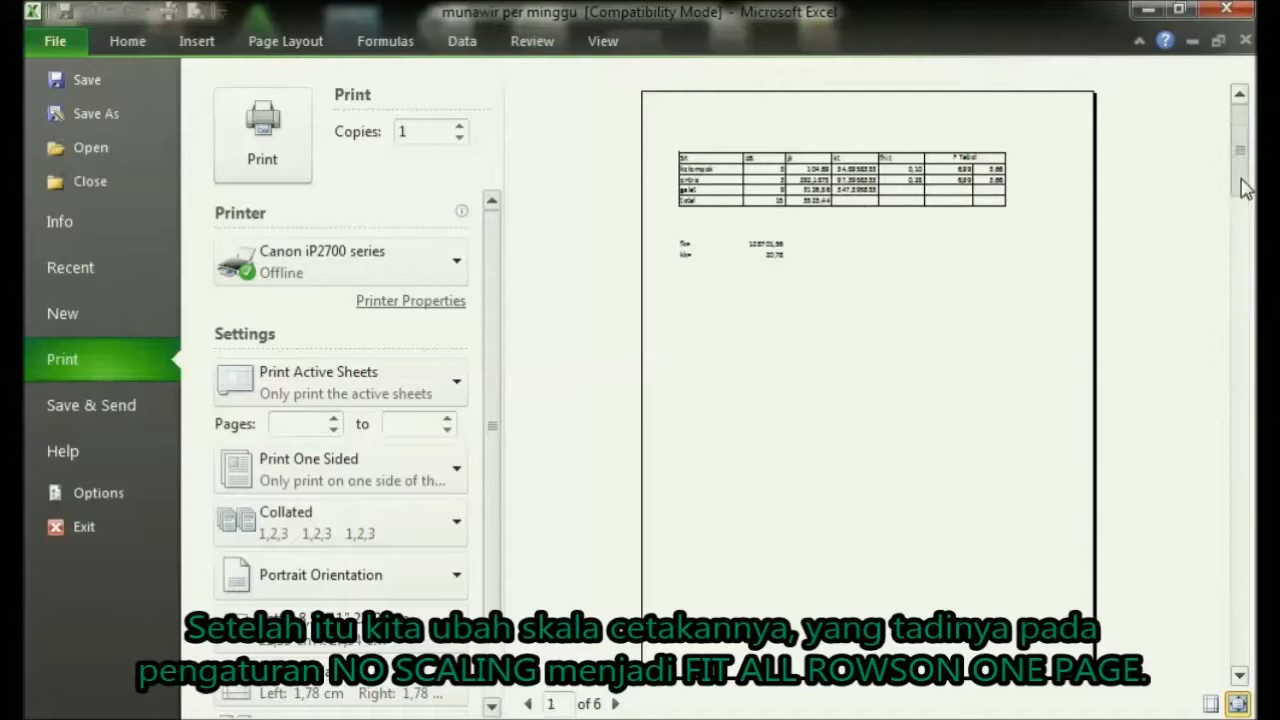 munawir per minggu [Compatibility Mode] - Microsoft Excel
File Home Insert Page Layout Formulas Data Review View
Save
Save As
Open
Close
Info
Recent
New
Print
Save & Send
Help
Options
Exit
Print
Print
Copies: 1
Printer
Canon iP2700 series
Offline
Printer Properties
Settings
Print Active Sheets
Only print the active sheets
Pages: to
Print One Sided
Only print on one side of th...
Collated
1,2,3 1,2,3 1,2,3
Portrait Orientation
Left: 1,78 cm Right: 1,78 ...
kelompok
galat
total
1 of 6
Setelah itu kita ubah skala cetakannya, yang tadinya pada
pengaturan NO SCALING menjadi FIT ALL ROWSON ONE PAGE.